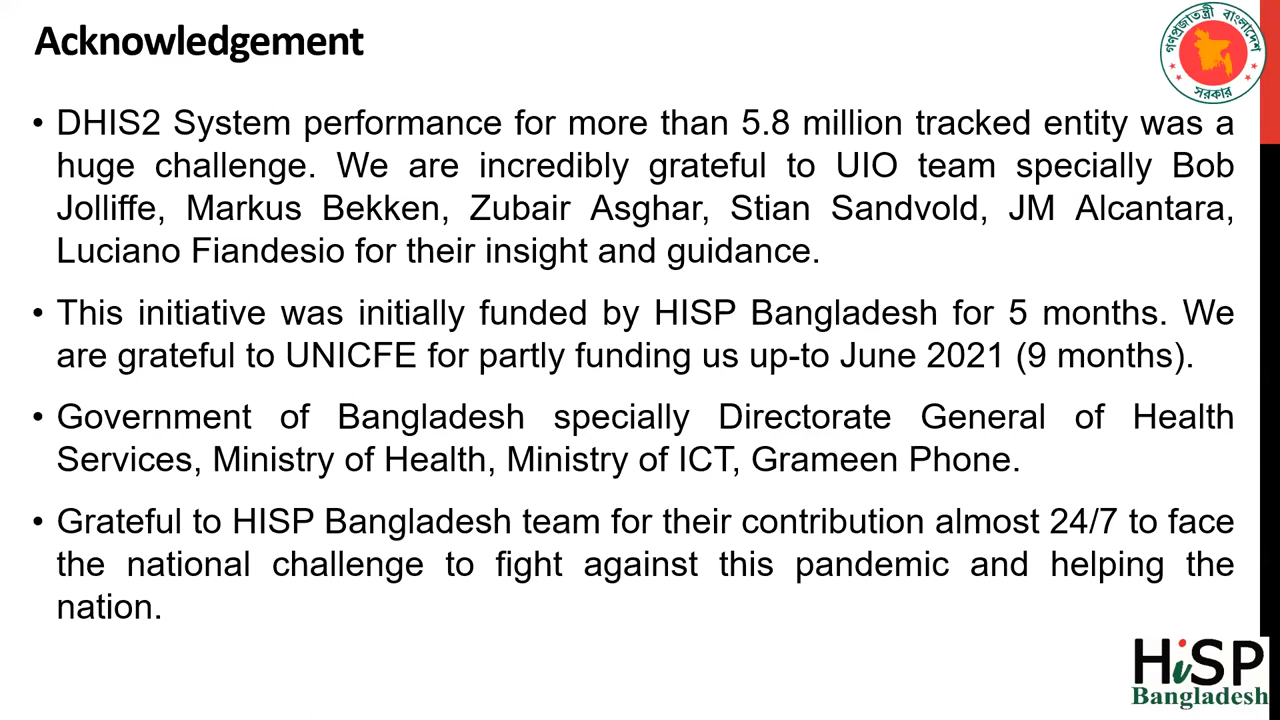 Acknowledgement
গণপ্রজাতন্ত্রী বাংলাদেশ
সরকার
• DHIS2 System performance for more than 5.8 million tracked entity was a
huge challenge. We are incredibly grateful to UIO team specially Bob
Jolliffe, Markus Bekken, Zubair Asghar, Stian Sandvold, JM Alcantara,
Luciano Fiandesio for their insight and guidance.
• This initiative was initially funded by HISP Bangladesh for 5 months. We
are grateful to UNICFE for partly funding us up-to June 2021 (9 months).
• Government of Bangladesh specially Directorate General of Health
Services, Ministry of Health, Ministry of ICT, Grameen Phone.
• Grateful to HISP Bangladesh team for their contribution almost 24/7 to face
the national challenge to fight against this pandemic and helping the
nation.
HiSP
Bangladesh